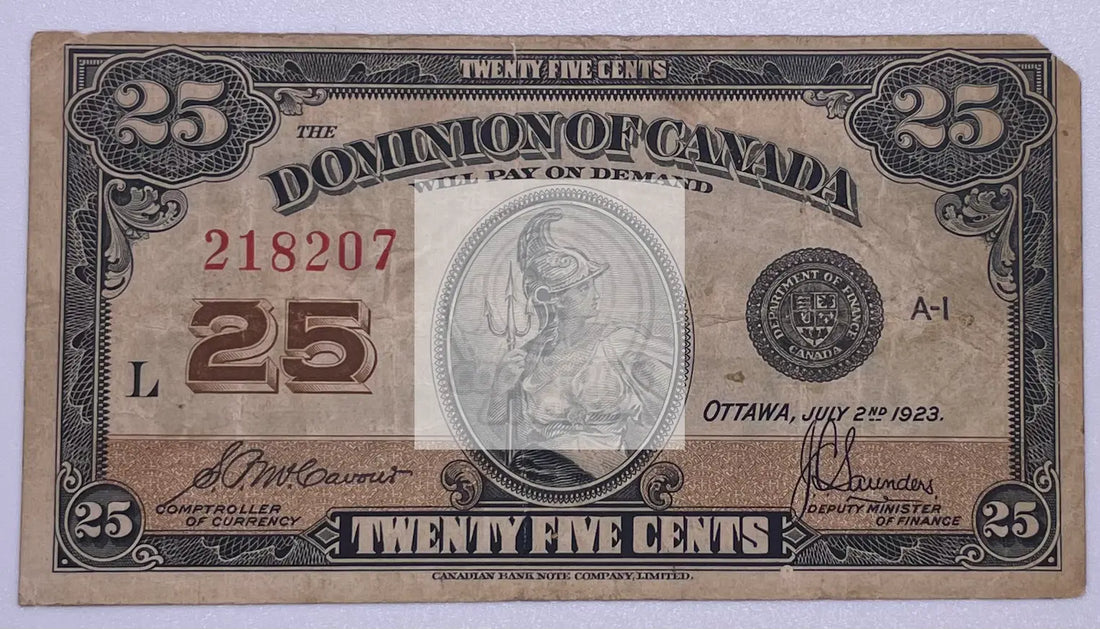 TWENTY FIVE CENTS
25 25
THE
DOMINION OF CANADA
WILL PAY ON DEMAND
218207
25
L
DEPARTMENT OF FINANCE
CANADA
A-1
OTTAWA, JULY 2ND 1923.
COMPTROLLER
OF CURRENCY
J.C. Saunders
DEPUTY MINISTER
OF FINANCE
25 25
TWENTY FIVE CENTS
CANADIAN BANK NOTE COMPANY, LIMITED.